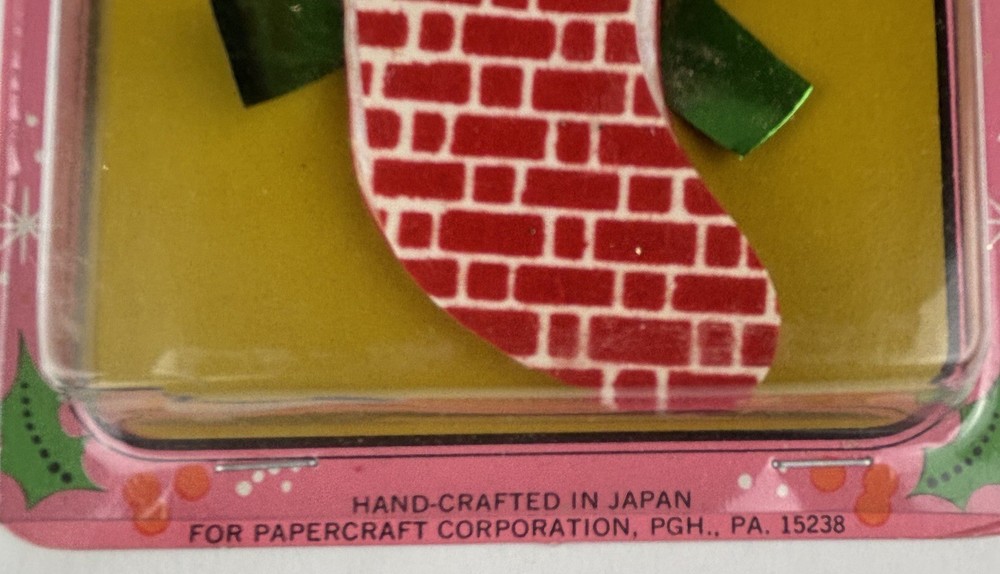 HAND-CRAFTED IN JAPAN
FOR PAPERCRAFT CORPORATION, PGH., PA. 15238